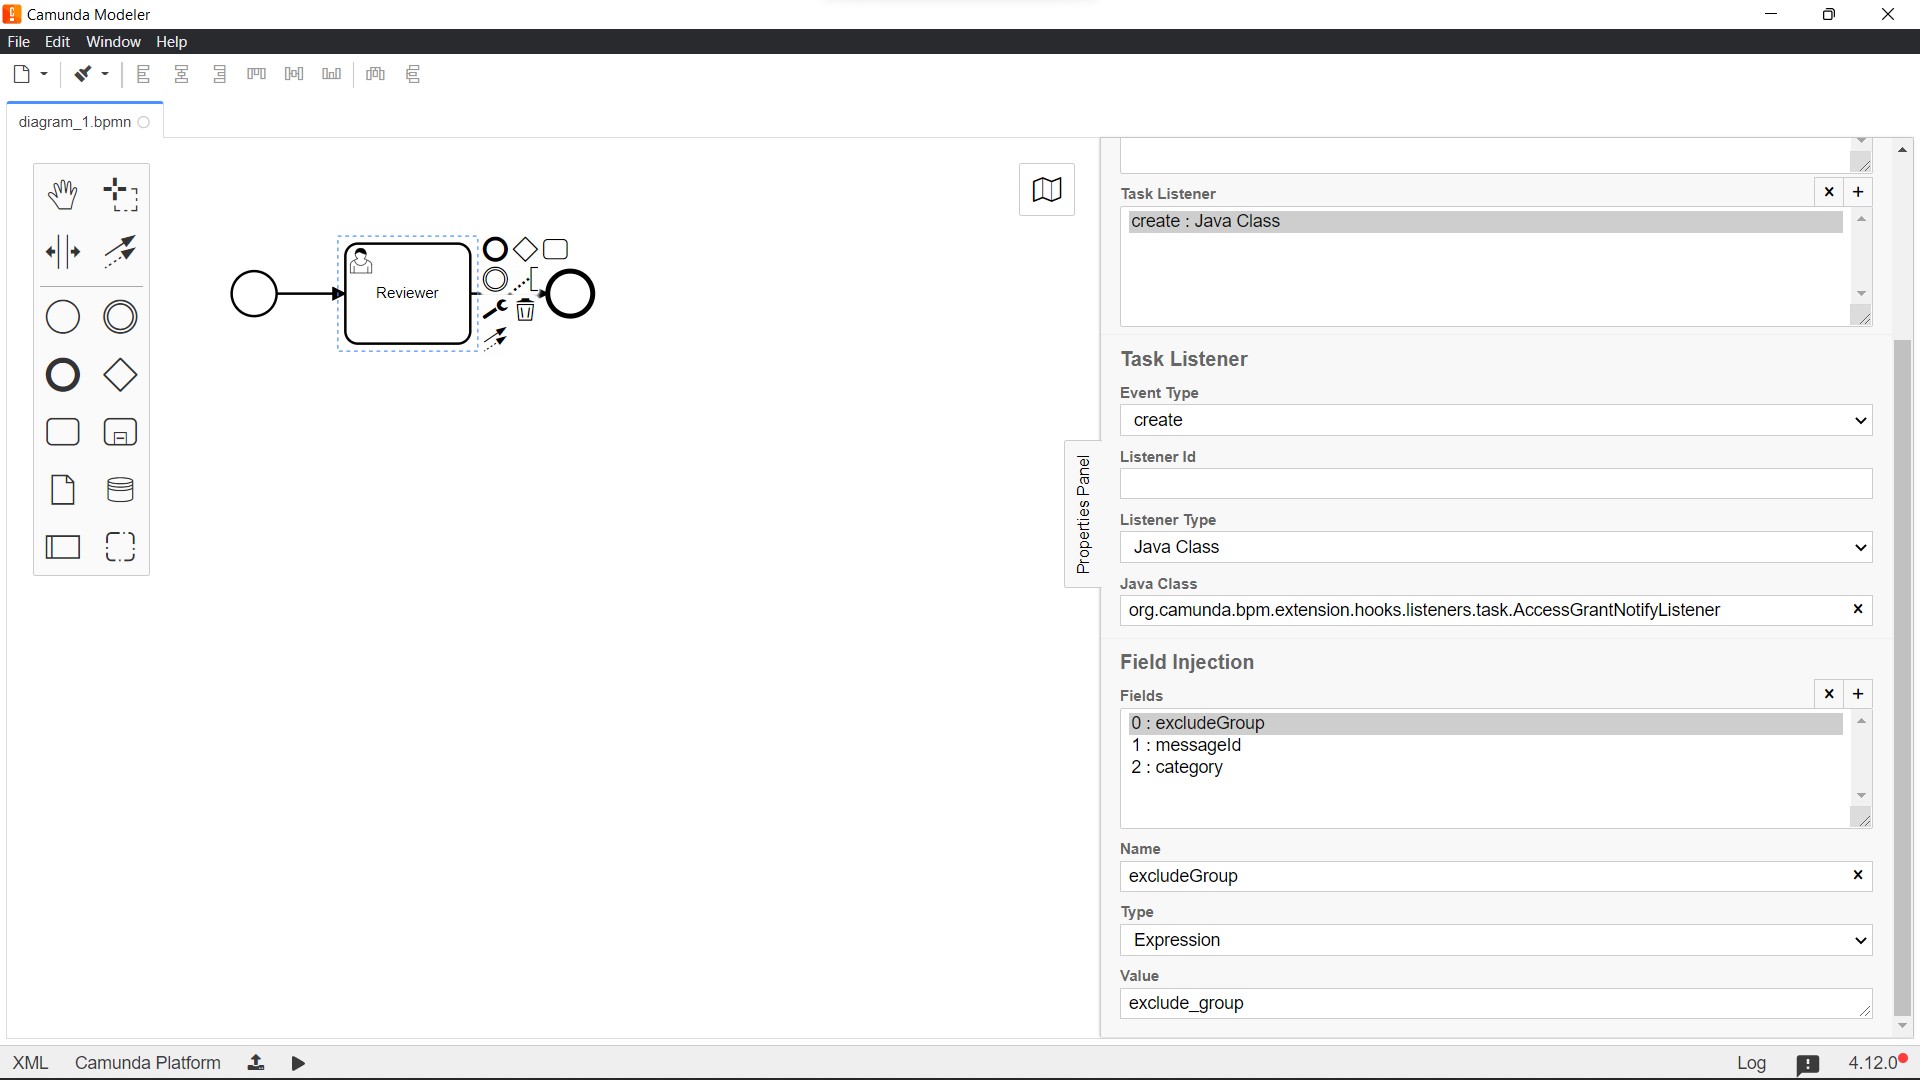 Camunda Modeler
File Edit Window Help
diagram_1.bpmn
Reviewer
Properties Panel
Task Listener
create : Java Class
Task Listener
Event Type
create
Listener Id
Listener Type
Java Class
Java Class
org.camunda.bpm.extension.hooks.listeners.task.AccessGrantNotifyListener
Field Injection
Fields
0 : excludeGroup
1 : messageId
2 : category
Name
excludeGroup
Type
Expression
Value
exclude_group
XML Camunda Platform Log 4.12.0